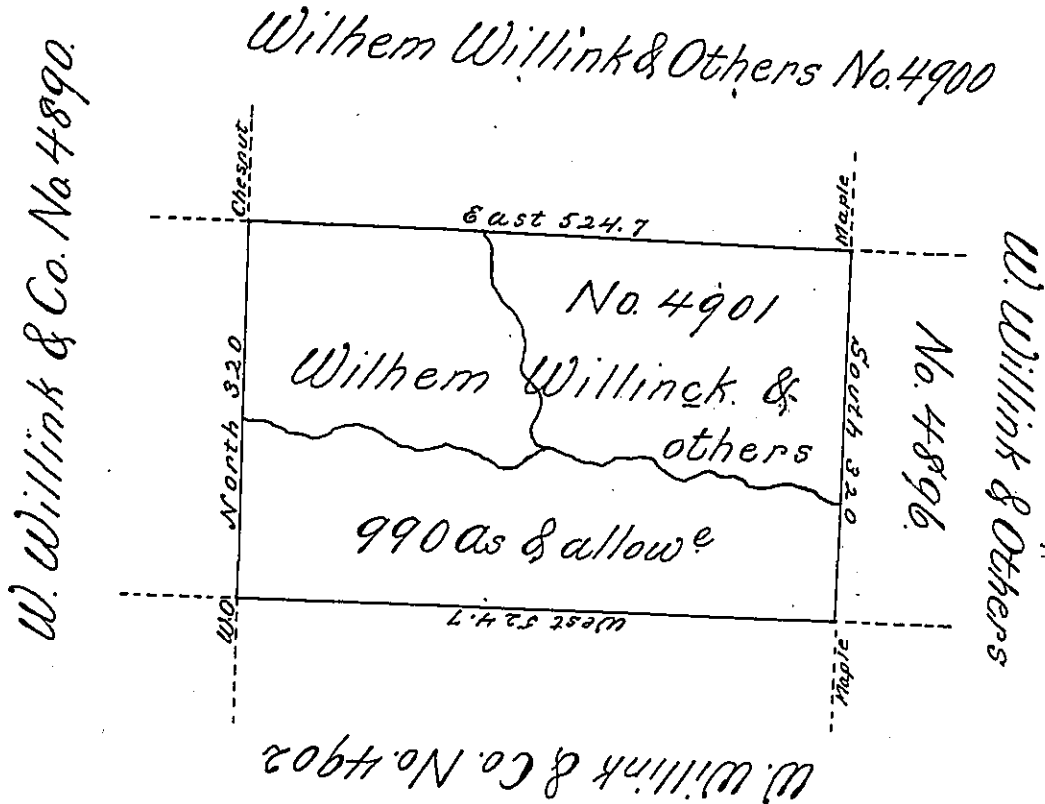 Wilhem Willink & Others No. 4900
W. Willink & Co. No. 4890.
Chesnut
Maple
East 524.7
No. 4901
Wilhem Willinck. &
others
990 As & allowe
North 320
South 320
No. 4896
W. Willink & Others
W.O
West 524.7
Maple
W. Willink & Co. No. 4902